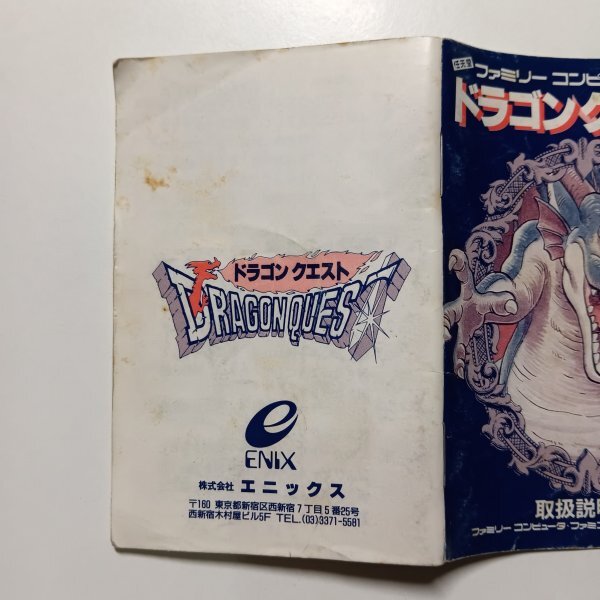 ドラゴン クエスト
DRAGON QUEST
ENIX
株式会社 エニックス
〒160 東京都新宿区西新宿7丁目5番25号
西新宿木村屋ビル5F TEL.(03)3371-5581
任天堂 ファミリー コンピ
ドラゴンク
取扱説明
ファミリー コンピュータ・ファミコン